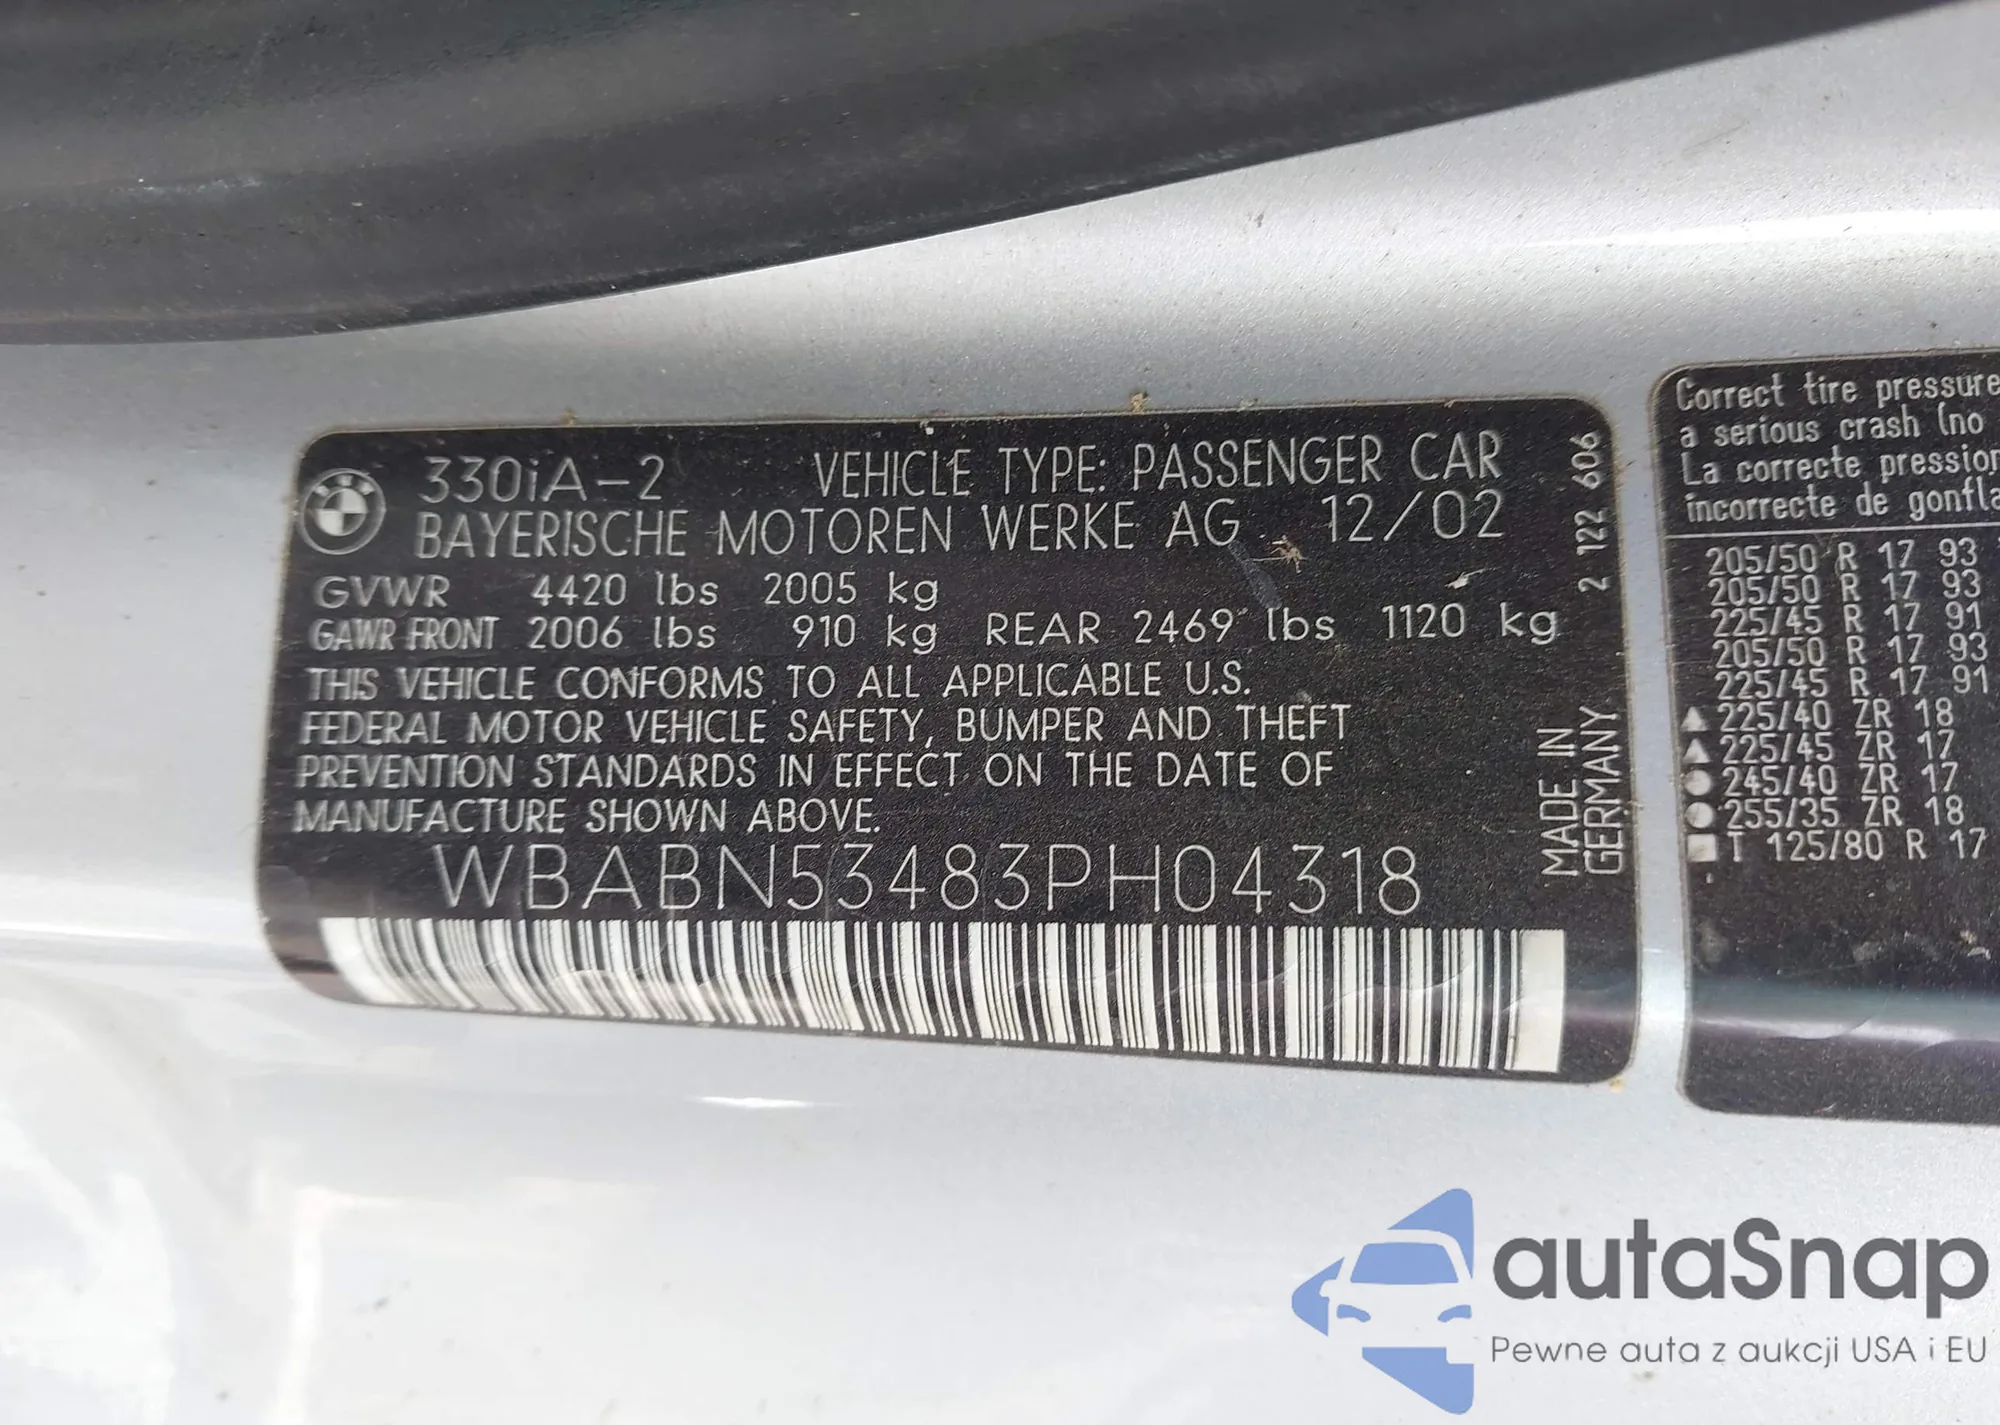 330iA-2 VEHICLE TYPE: PASSENGER CAR
BAYERISCHE MOTOREN WERKE AG 12/02
GVWR 4420 lbs 2005 kg
GAWR FRONT 2006 lbs 910 kg REAR 2469 lbs 1120 kg
THIS VEHICLE CONFORMS TO ALL APPLICABLE U.S.
FEDERAL MOTOR VEHICLE SAFETY, BUMPER AND THEFT
PREVENTION STANDARDS IN EFFECT ON THE DATE OF
MANUFACTURE SHOWN ABOVE.
WBABN53483PH04318
2 122 606
MADE IN
GERMANY
Correct tire pressure
a serious crash (no
La correcte pression
incorrecte de gonfla
205/50 R 17 93
205/50 R 17 93
225/45 R 17 91
205/50 R 17 93
225/45 R 17 91
225/40 ZR 18
225/45 ZR 17
245/40 ZR 17
255/35 ZR 18
T 125/80 R 17
autaSnap
Pewne auta z aukcji USA i EU